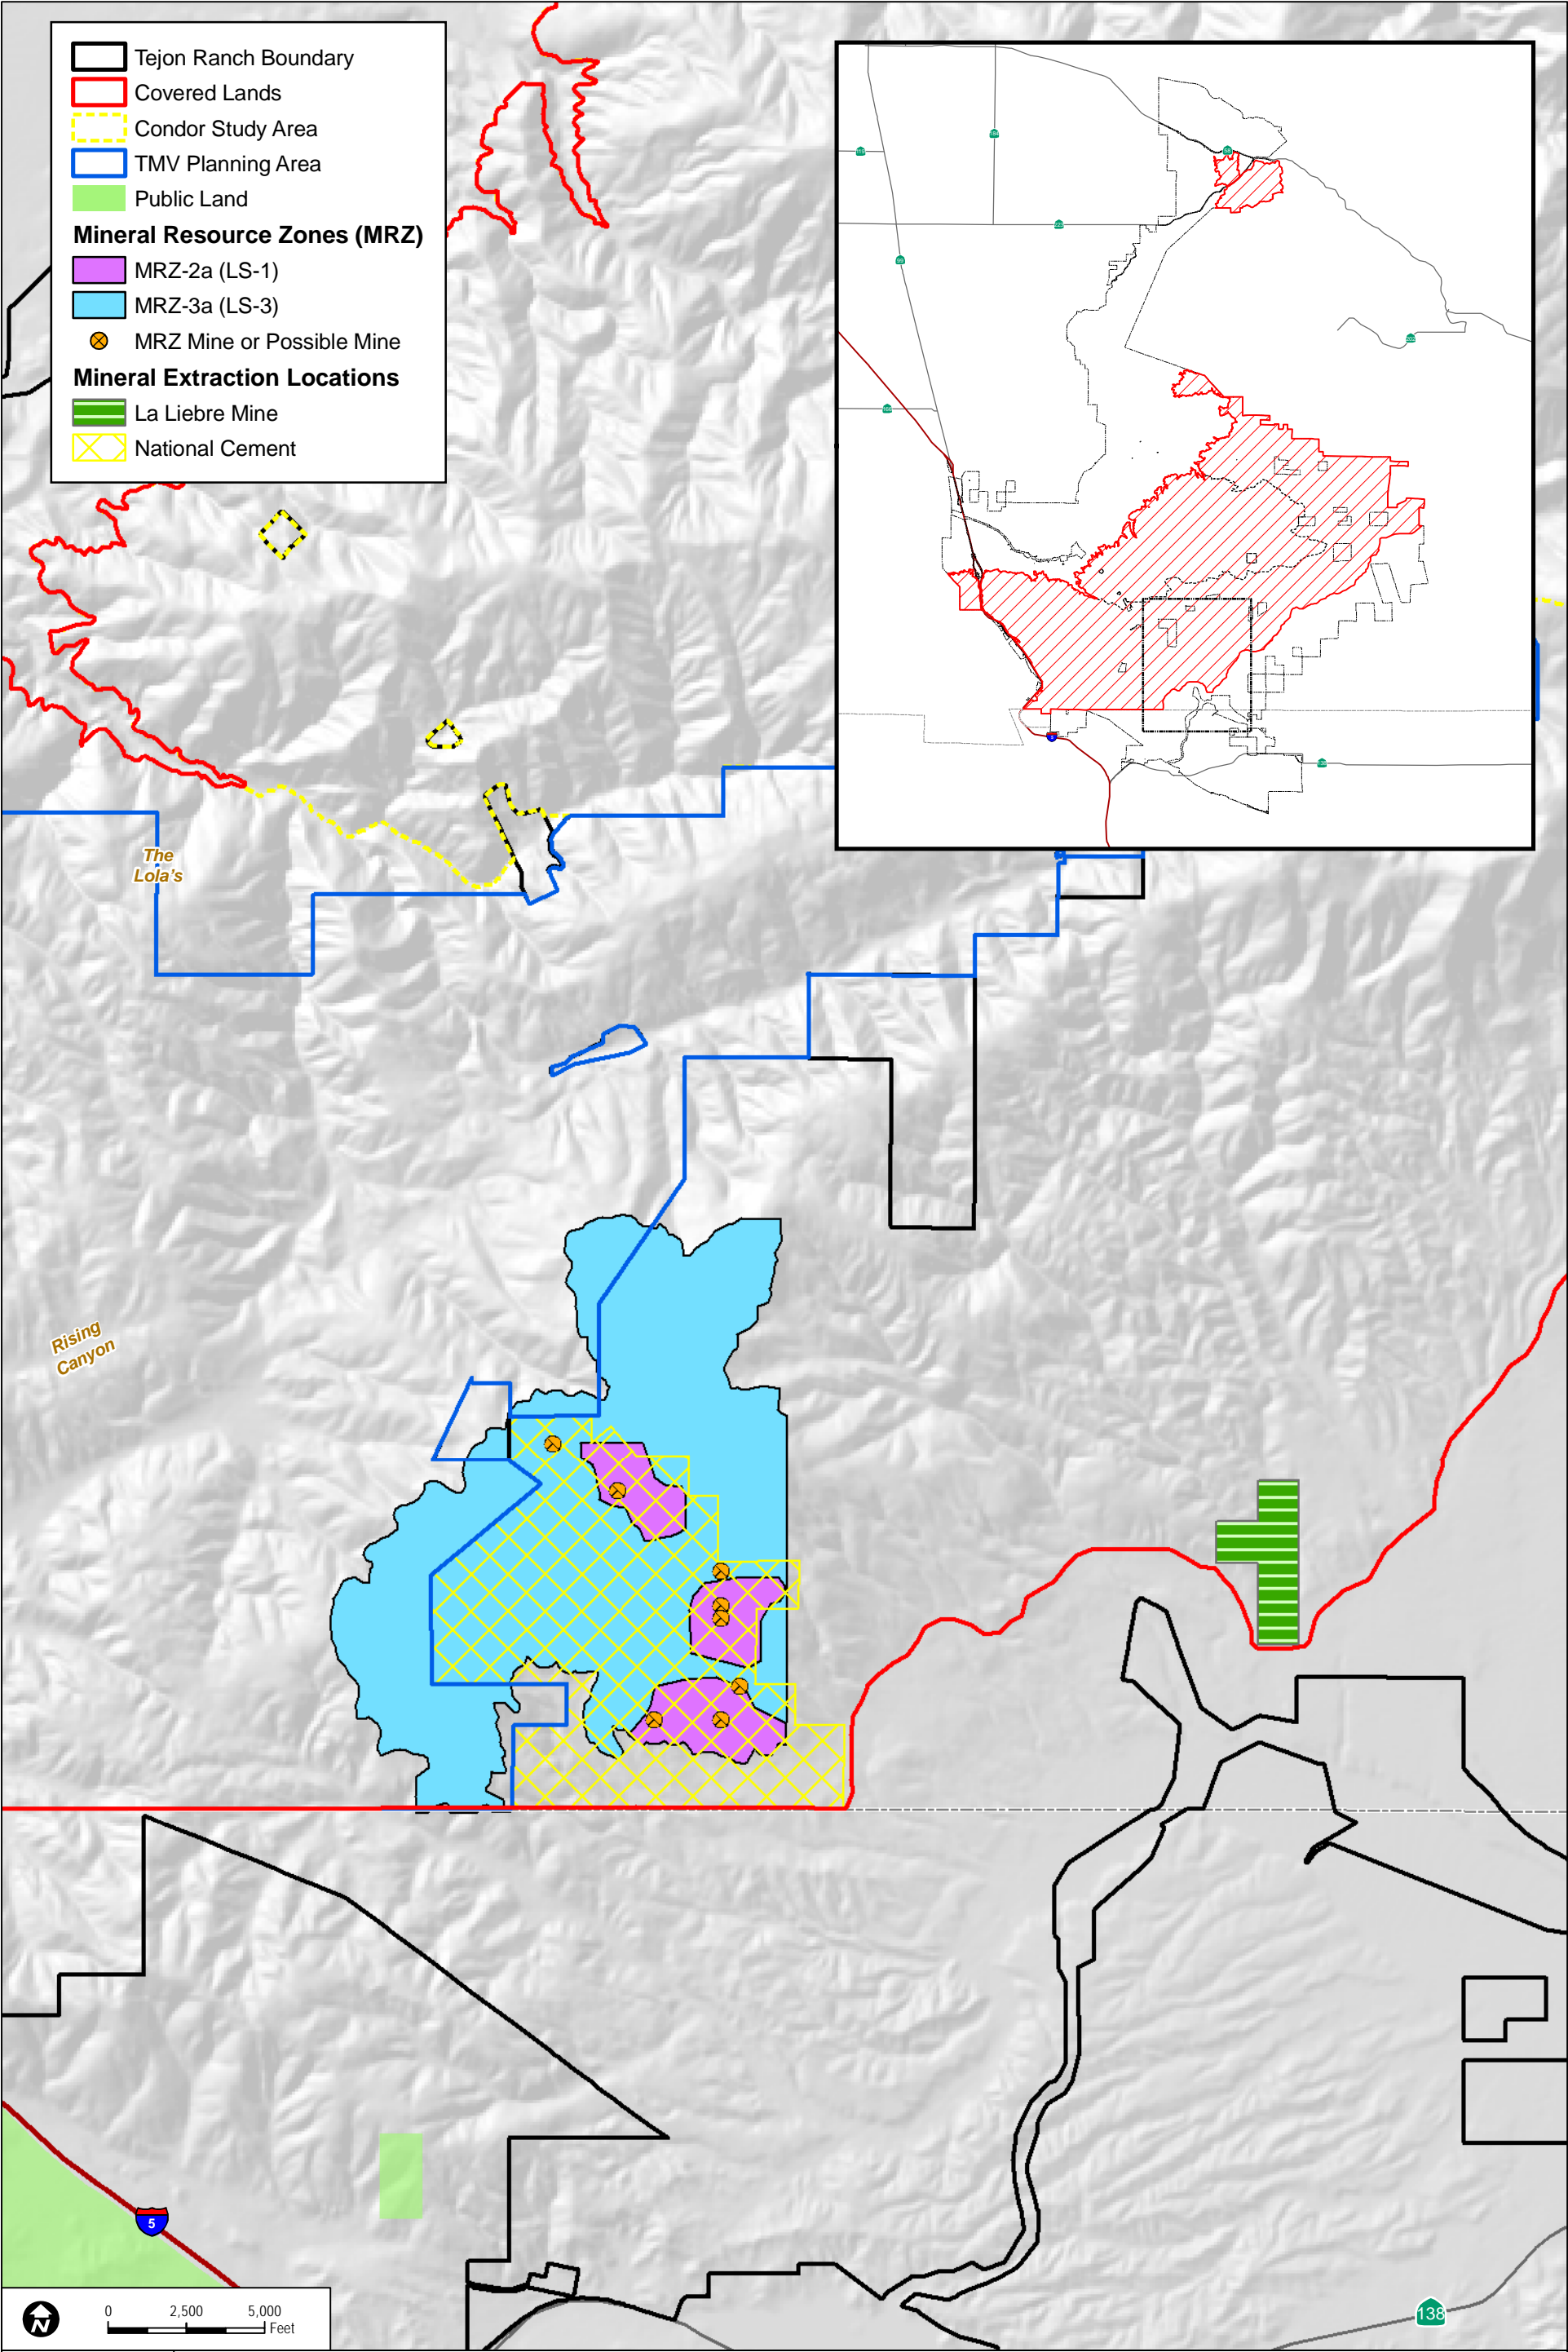 Tejon Ranch Boundary
Covered Lands
Condor Study Area
TMV Planning Area
Public Land
Mineral Resource Zones (MRZ)
MRZ-2a (LS-1)
MRZ-3a (LS-3)
MRZ Mine or Possible Mine
Mineral Extraction Locations
La Liebre Mine
National Cement
The
Lola's
Rising
Canyon
5
138
N
0 2,500 5,000
Feet